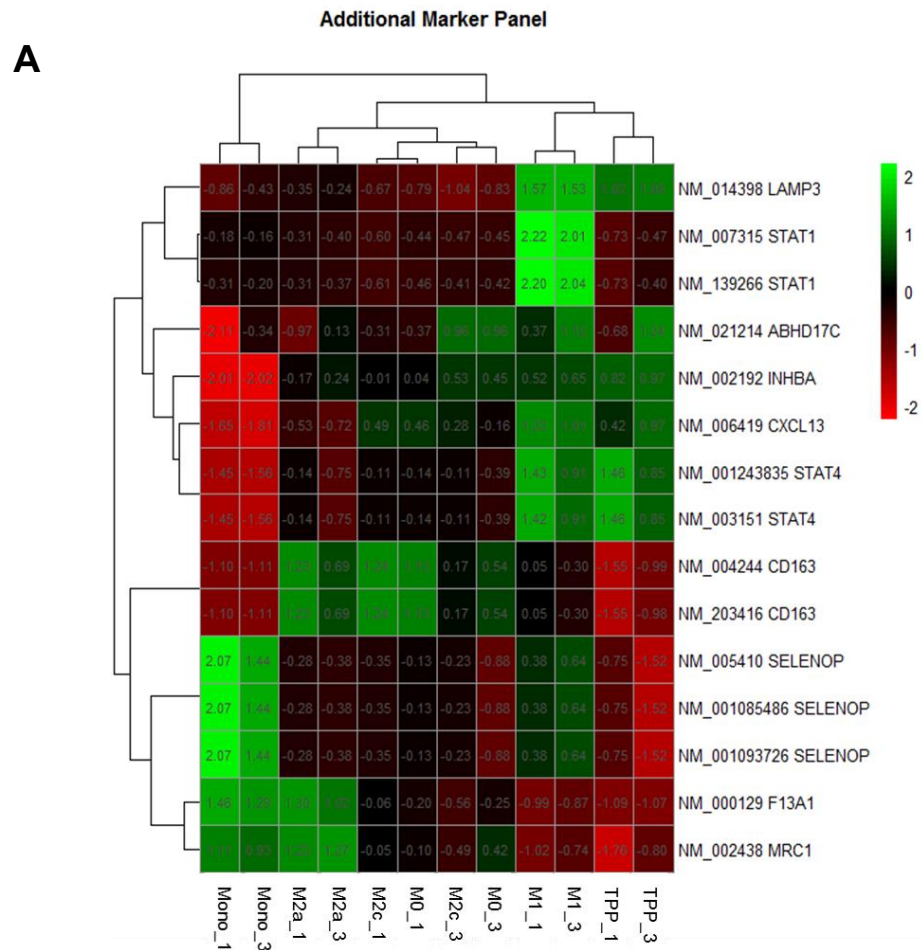 Additional Marker Panel
A
-0.86 -0.43 -0.35 -0.24 -0.67 -0.79 -1.04 -0.83 1.57 1.53 NM_014398 LAMP3
-0.18 -0.16 -0.31 -0.40 -0.60 -0.44 -0.47 -0.45 2.22 2.01 -0.73 -0.47 NM_007315 STAT1
-0.31 -0.20 -0.31 -0.37 -0.61 -0.46 -0.41 -0.42 2.20 2.04 -0.73 -0.40 NM_139266 STAT1
-2.11 -0.34 -0.97 0.13 -0.31 -0.37 0.96 0.96 0.37 -0.68 NM_021214 ABHD17C
-2.01 -2.02 -0.17 0.24 -0.01 0.04 0.53 0.45 0.52 0.65 0.82 0.97 NM_002192 INHBA
-1.65 -1.81 -0.53 -0.72 0.49 0.46 0.28 -0.16 0.42 0.97 NM_006419 CXCL13
-1.45 -1.56 -0.14 -0.75 -0.11 -0.14 -0.11 -0.39 1.43 0.91 1.46 0.85 NM_001243835 STAT4
-1.45 -1.56 -0.14 -0.75 -0.11 -0.14 -0.11 -0.39 1.42 0.91 1.46 0.85 NM_003151 STAT4
-1.10 -1.11 0.69 1.24 0.17 0.54 0.05 -0.30 -1.55 -0.99 NM_004244 CD163
-1.10 -1.11 0.69 1.24 0.17 0.54 0.05 -0.30 -1.55 -0.98 NM_203416 CD163
2.07 1.44 -0.28 -0.38 -0.35 -0.13 -0.23 -0.88 0.38 0.64 -0.75 -1.52 NM_005410 SELENOP
2.07 1.44 -0.28 -0.38 -0.35 -0.13 -0.23 -0.88 0.38 0.64 -0.75 -1.52 NM_001085486 SELENOP
2.07 1.44 -0.28 -0.38 -0.35 -0.13 -0.23 -0.88 0.38 0.64 -0.75 -1.52 NM_001093726 SELENOP
1.46 1.30 -0.06 -0.20 -0.56 -0.25 -0.99 -0.87 -1.09 -1.07 NM_000129 F13A1
0.93 1.27 -0.05 -0.10 -0.49 0.42 -1.02 -0.74 -1.76 -0.80 NM_002438 MRC1
Mono_1
Mono_3
M2a_1
M2a_3
M2c_1
M0_1
M2c_3
M0_3
M1_1
M1_3
TPP_1
TPP_3
2
1
0
-1
-2